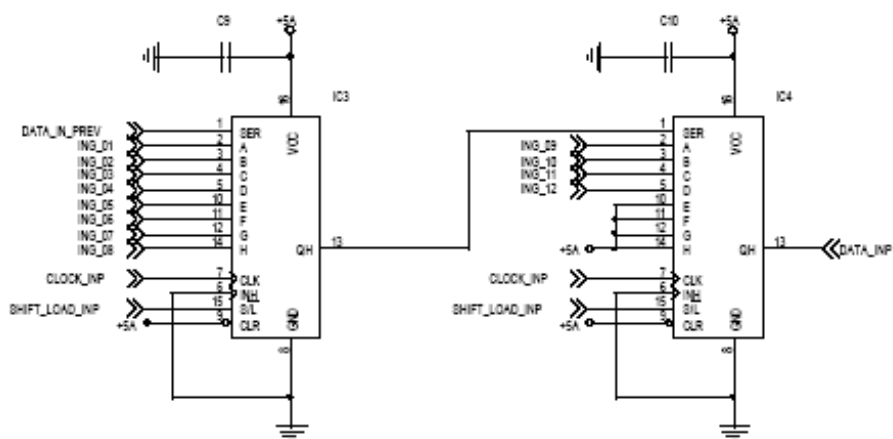 C9
+5A
C10
+5A
16
IC3
16
IC4
DATA_IN_PREV
1
SER
VCC
ING_01
2
A
ING_02
3
B
ING_03
4
C
ING_04
5
D
ING_05
10
E
ING_06
11
F
ING_07
12
G
ING_08
14
H
QH
13
CLOCK_INP
7
CLK
6
INH
SHIFT_LOAD_INP
15
S/L
+5A
9
CLR
GND
8
1
SER
VCC
ING_09
2
A
ING_10
3
B
ING_11
4
C
ING_12
5
D
10
E
11
F
12
G
+5A
14
H
QH
13
DATA_INP
CLOCK_INP
7
CLK
6
INH
SHIFT_LOAD_INP
15
S/L
+5A
9
CLR
GND
8